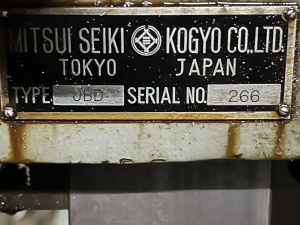 MITSUI SEIKI KOGYO CO.,LTD.
TOKYO JAPAN
TYPE JBD SERIAL NO. 266